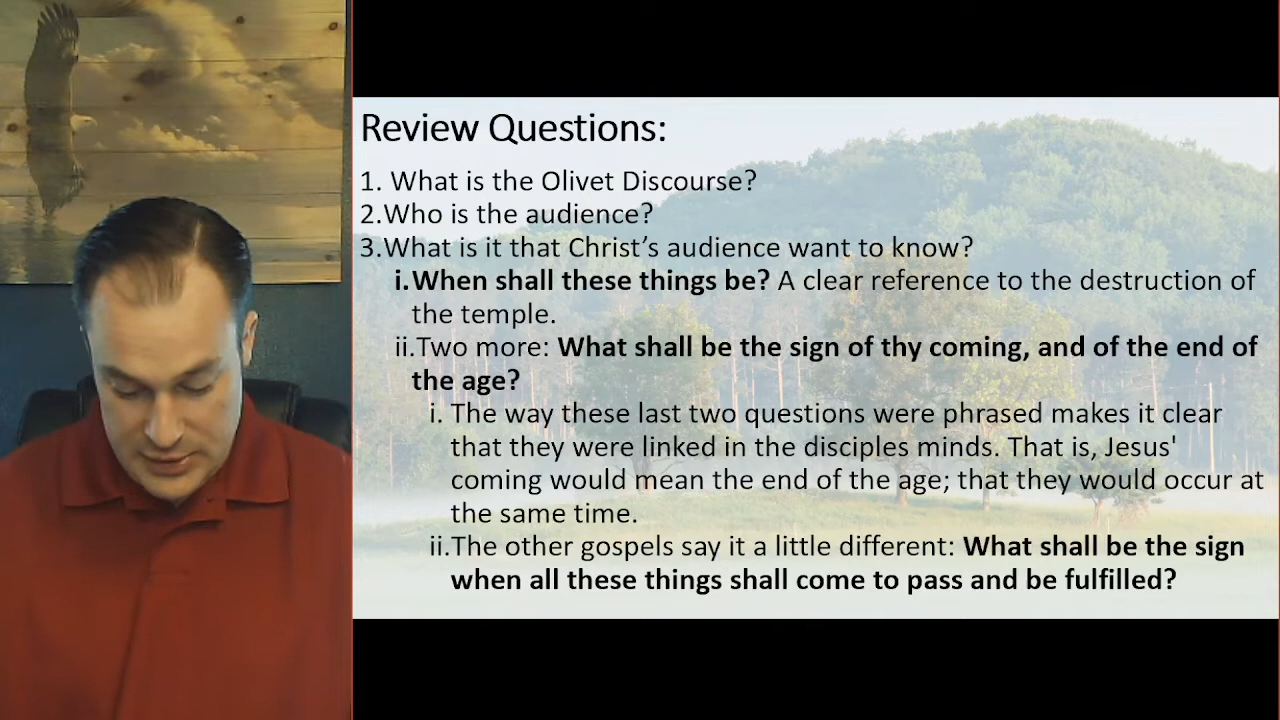 Review Questions:
1. What is the Olivet Discourse?
2.Who is the audience?
3.What is it that Christ’s audience want to know?
i.When shall these things be? A clear reference to the destruction of
the temple.
ii.Two more: What shall be the sign of thy coming, and of the end of
the age?
i. The way these last two questions were phrased makes it clear
that they were linked in the disciples minds. That is, Jesus'
coming would mean the end of the age; that they would occur at
the same time.
ii.The other gospels say it a little different: What shall be the sign
when all these things shall come to pass and be fulfilled?